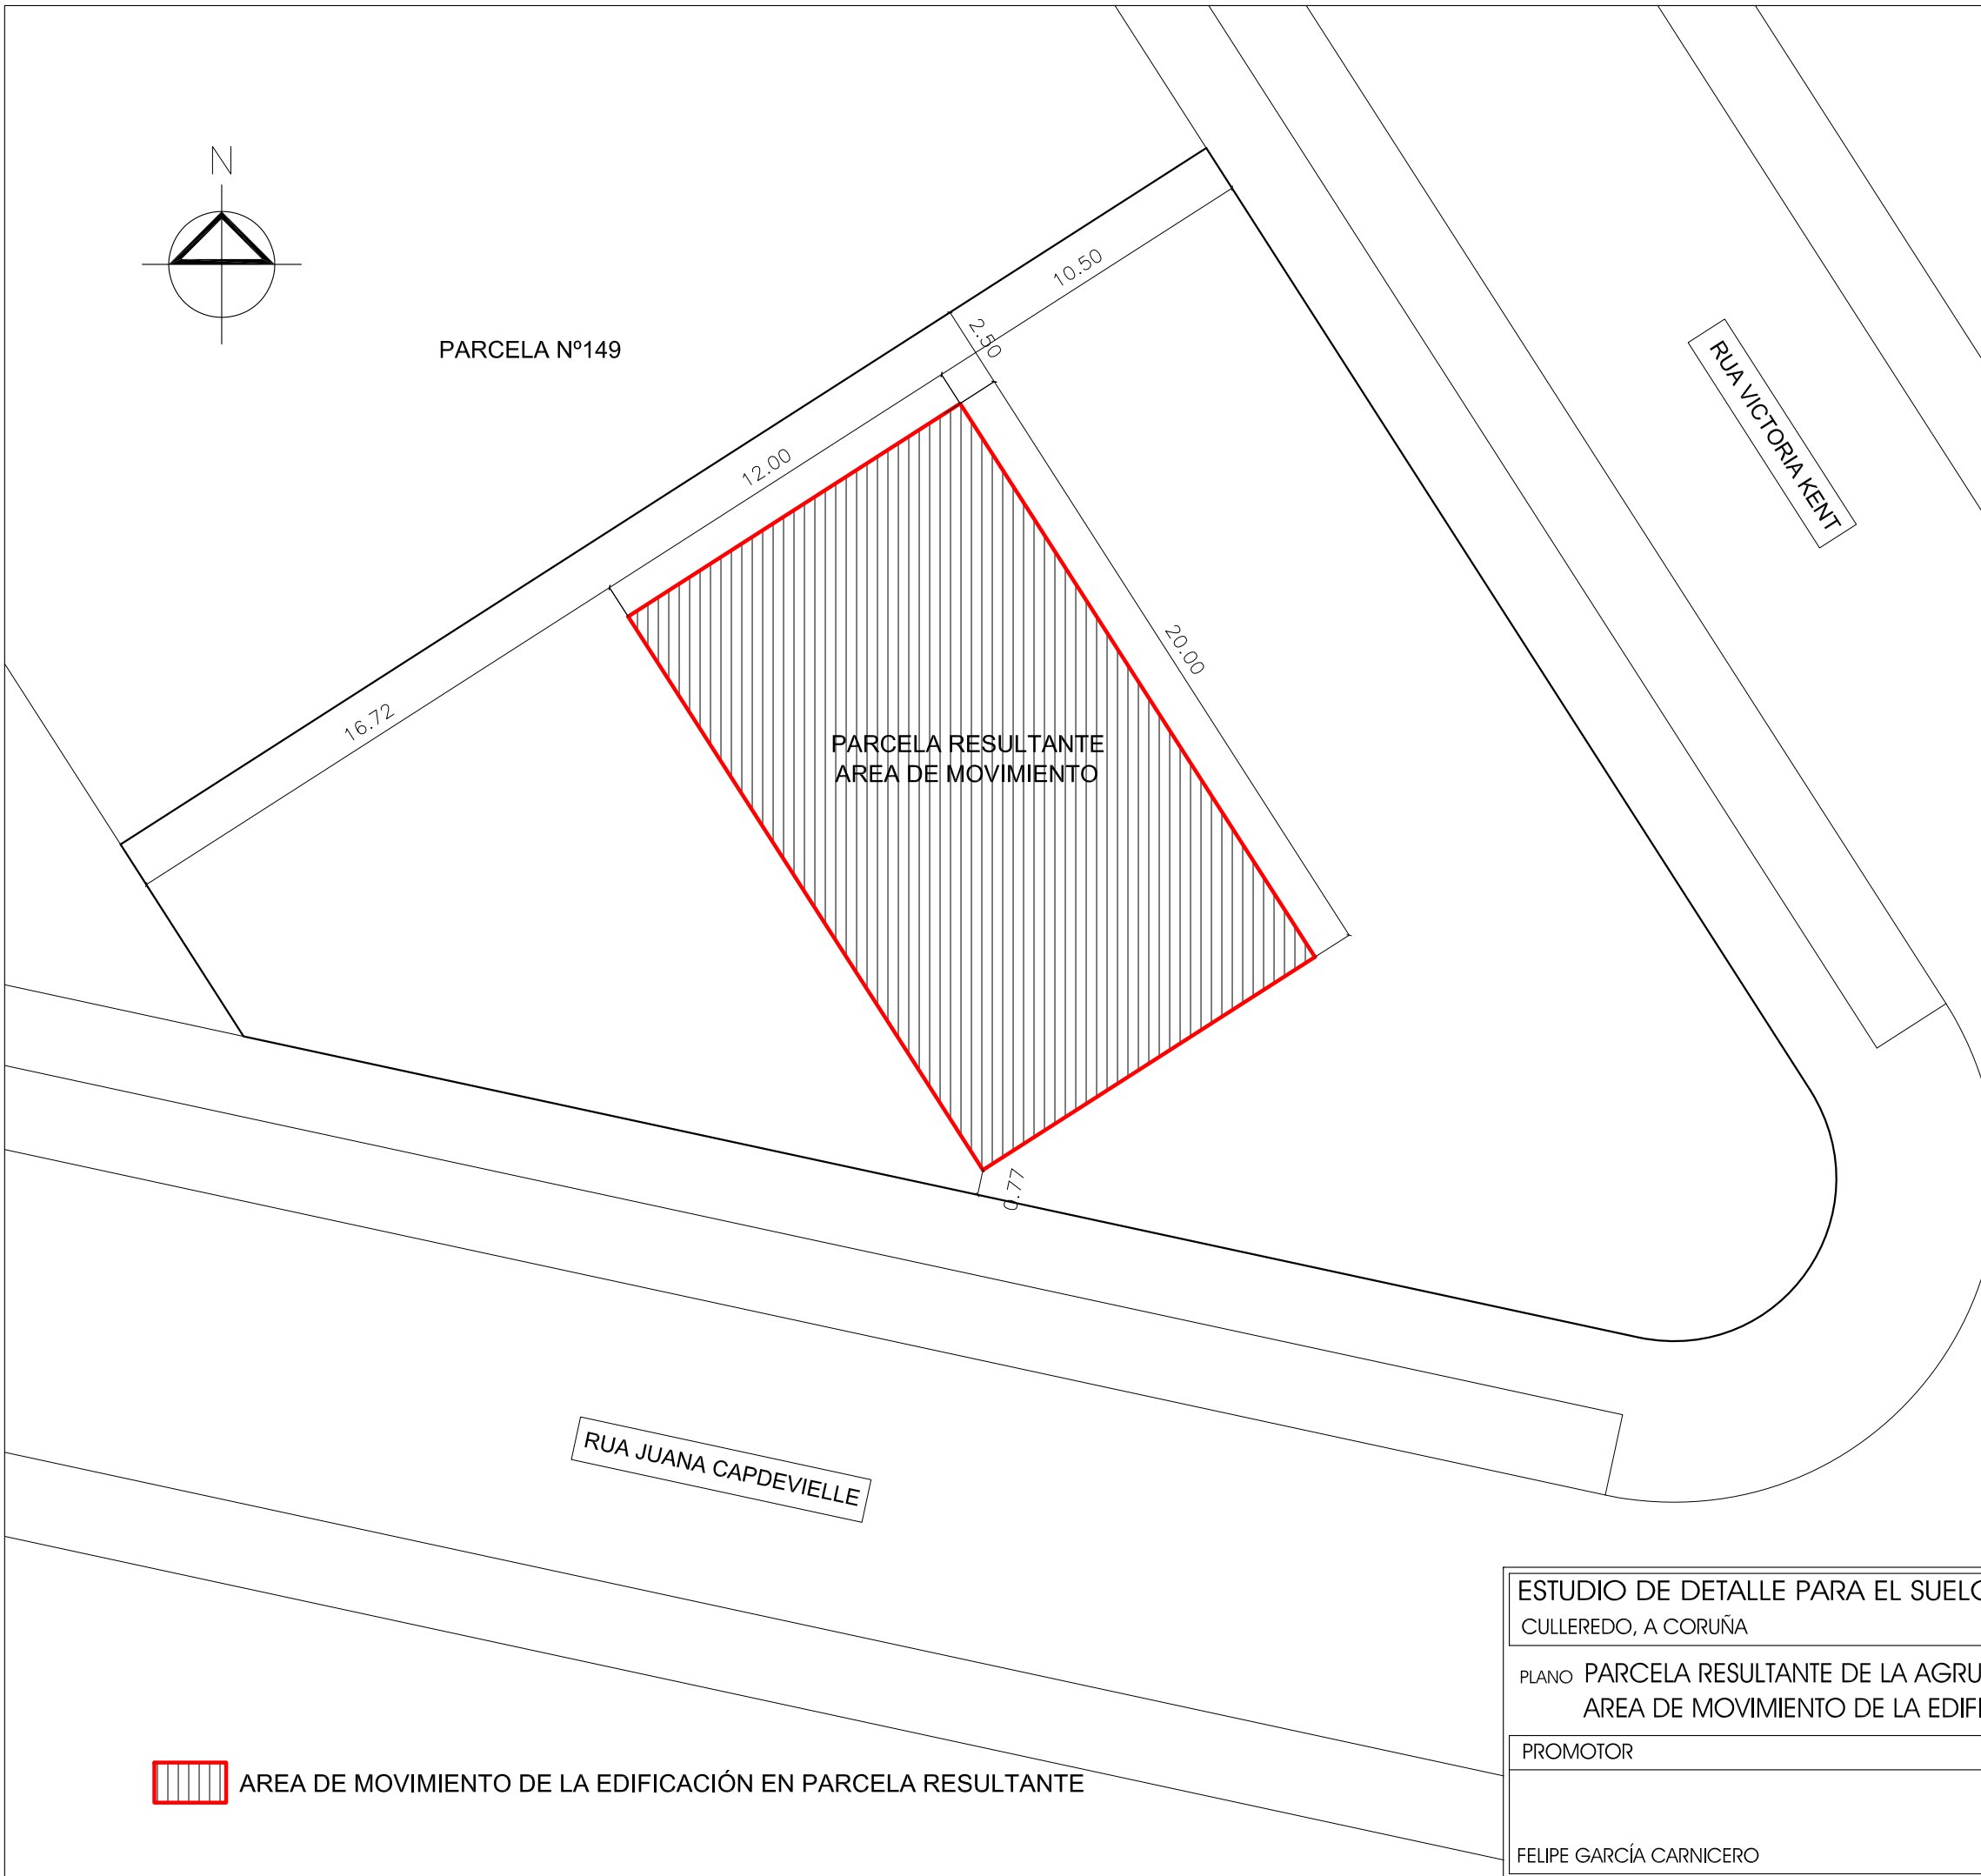 N
PARCELA Nº149
10.50
2.50
12.00
RUA VICTORIA KENT
20.00
16.72
PARCELA RESULTANTE
AREA DE MOVIMIENTO
0.77
RUA JUANA CAPDEVIELLE
ESTUDIO DE DETALLE PARA EL SUELO
CULLEREDO, A CORUÑA
PLANO PARCELA RESULTANTE DE LA AGRU
AREA DE MOVIMIENTO DE LA EDIFI
PROMOTOR
FELIPE GARCÍA CARNICERO
AREA DE MOVIMIENTO DE LA EDIFICACIÓN EN PARCELA RESULTANTE